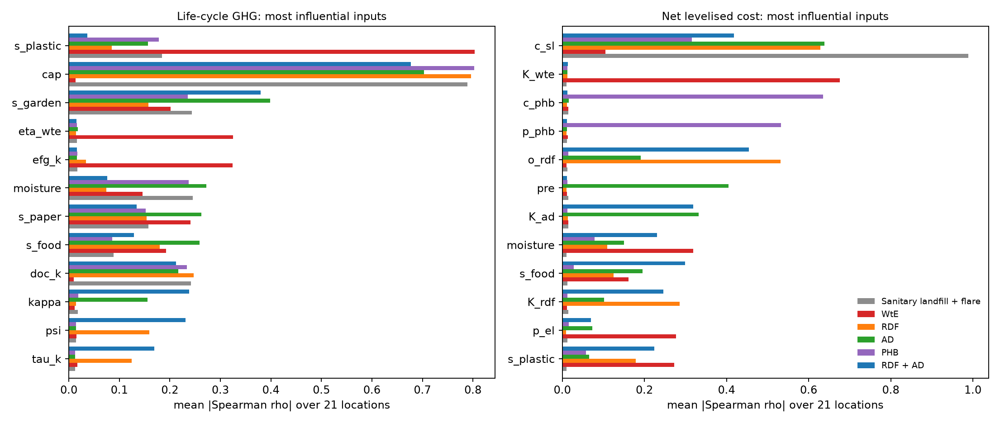 Life-cycle GHG: most influential inputs
s_plastic
cap
s_garden
eta_wte
efg_k
moisture
s_paper
s_food
doc_k
kappa
psi
tau_k
0.0 0.1 0.2 0.3 0.4 0.5 0.6 0.7 0.8
mean |Spearman rho| over 21 locations
Net levelised cost: most influential inputs
c_sl
K_wte
c_phb
p_phb
o_rdf
pre
K_ad
moisture
s_food
K_rdf
p_el
s_plastic
Sanitary landfill + flare
WtE
RDF
AD
PHB
RDF + AD
0.0 0.2 0.4 0.6 0.8 1.0
mean |Spearman rho| over 21 locations